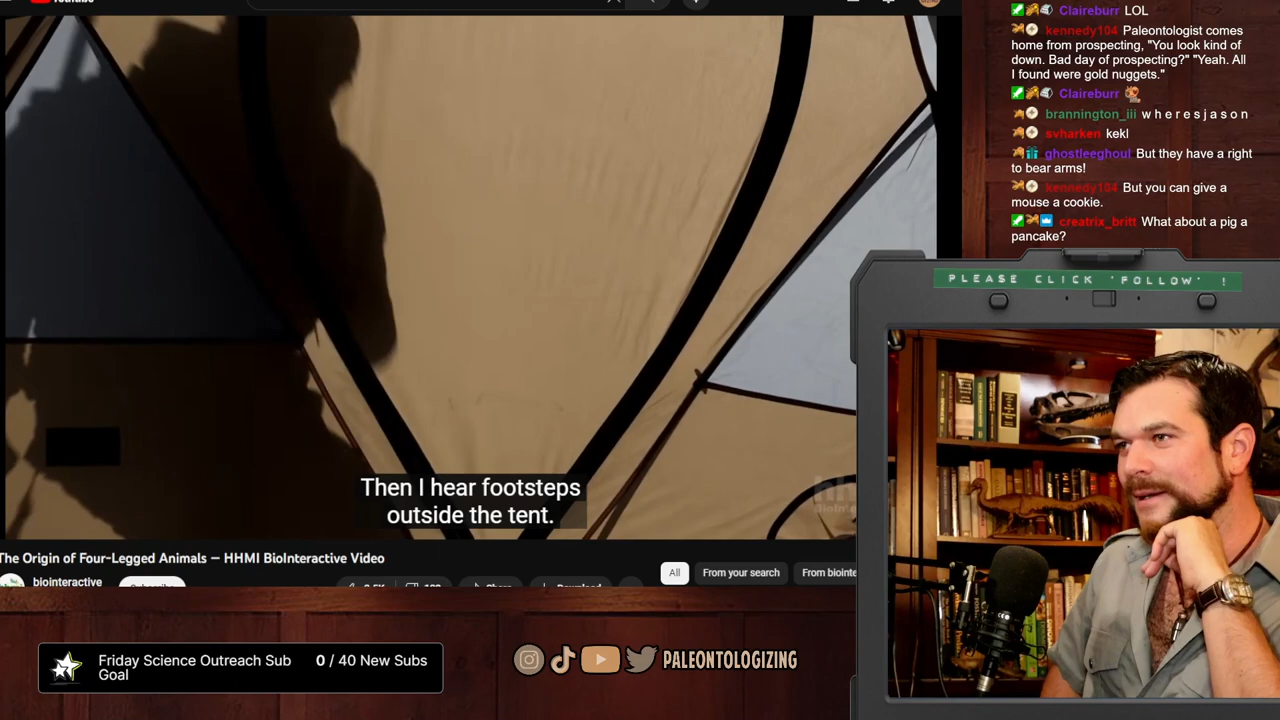 Claireburr LOL
kennedy104 Paleontologist comes
home from prospecting, "You look kind of
down. Bad day of prospecting?" "Yeah. All
I found were gold nuggets."
Claireburr
brannington_iii w h e r e s j a s o n
svharken kekl
ghostleeghoul But they have a right
to bear arms!
kennedy104 But you can give a
mouse a cookie.
creatrix_britt What about a pig a
pancake?
PLEASE CLICK 'FOLLOW' !
Then I hear footsteps
outside the tent.
The Origin of Four-Legged Animals — HHMI BioInteractive Video
biointeractive
All
From your search
From biointe
Friday Science Outreach Sub
Goal
0 / 40 New Subs
PALEONTOLOGIZING